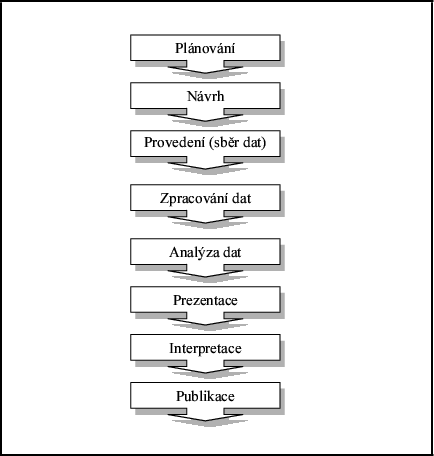 Plánování
Návrh
Provedení (sběr dat)
Zpracování dat
Analýza dat
Prezentace
Interpretace
Publikace